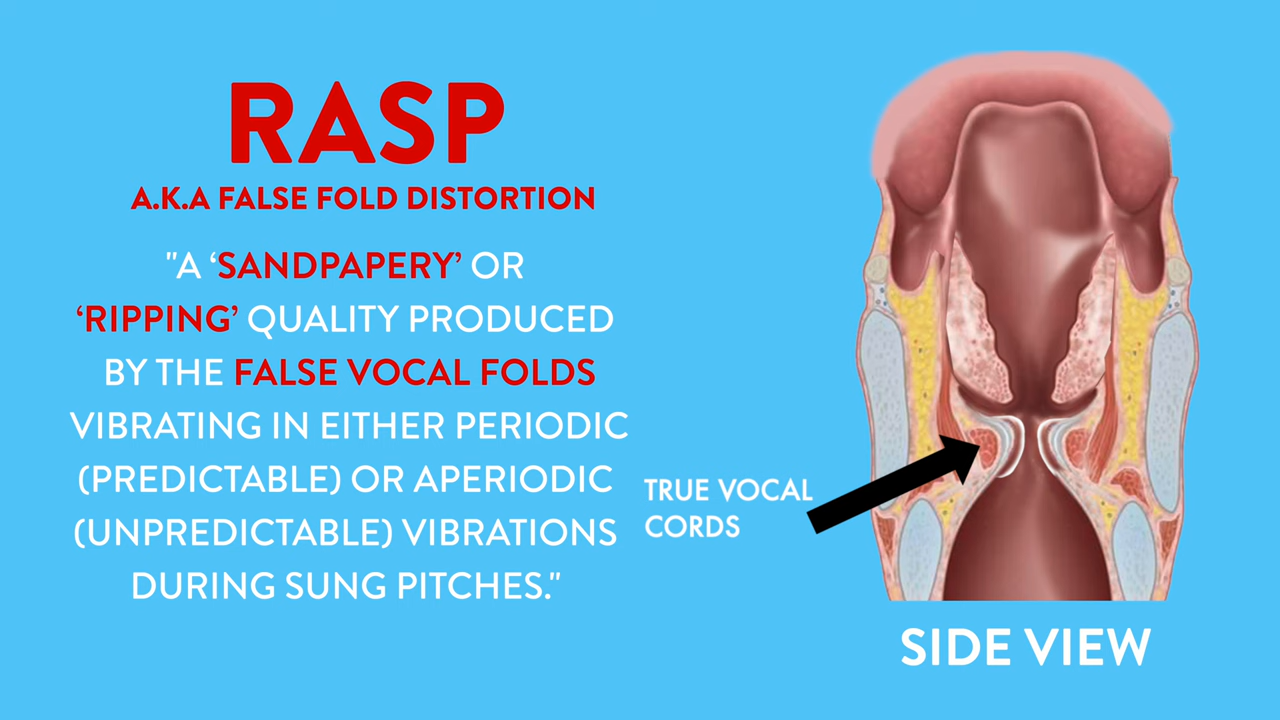 RASP
A.K.A FALSE FOLD DISTORTION
"A ‘SANDPAPERY’ OR
‘RIPPING’ QUALITY PRODUCED
BY THE FALSE VOCAL FOLDS
VIBRATING IN EITHER PERIODIC
(PREDICTABLE) OR APERIODIC
(UNPREDICTABLE) VIBRATIONS
DURING SUNG PITCHES."
TRUE VOCAL
CORDS
SIDE VIEW